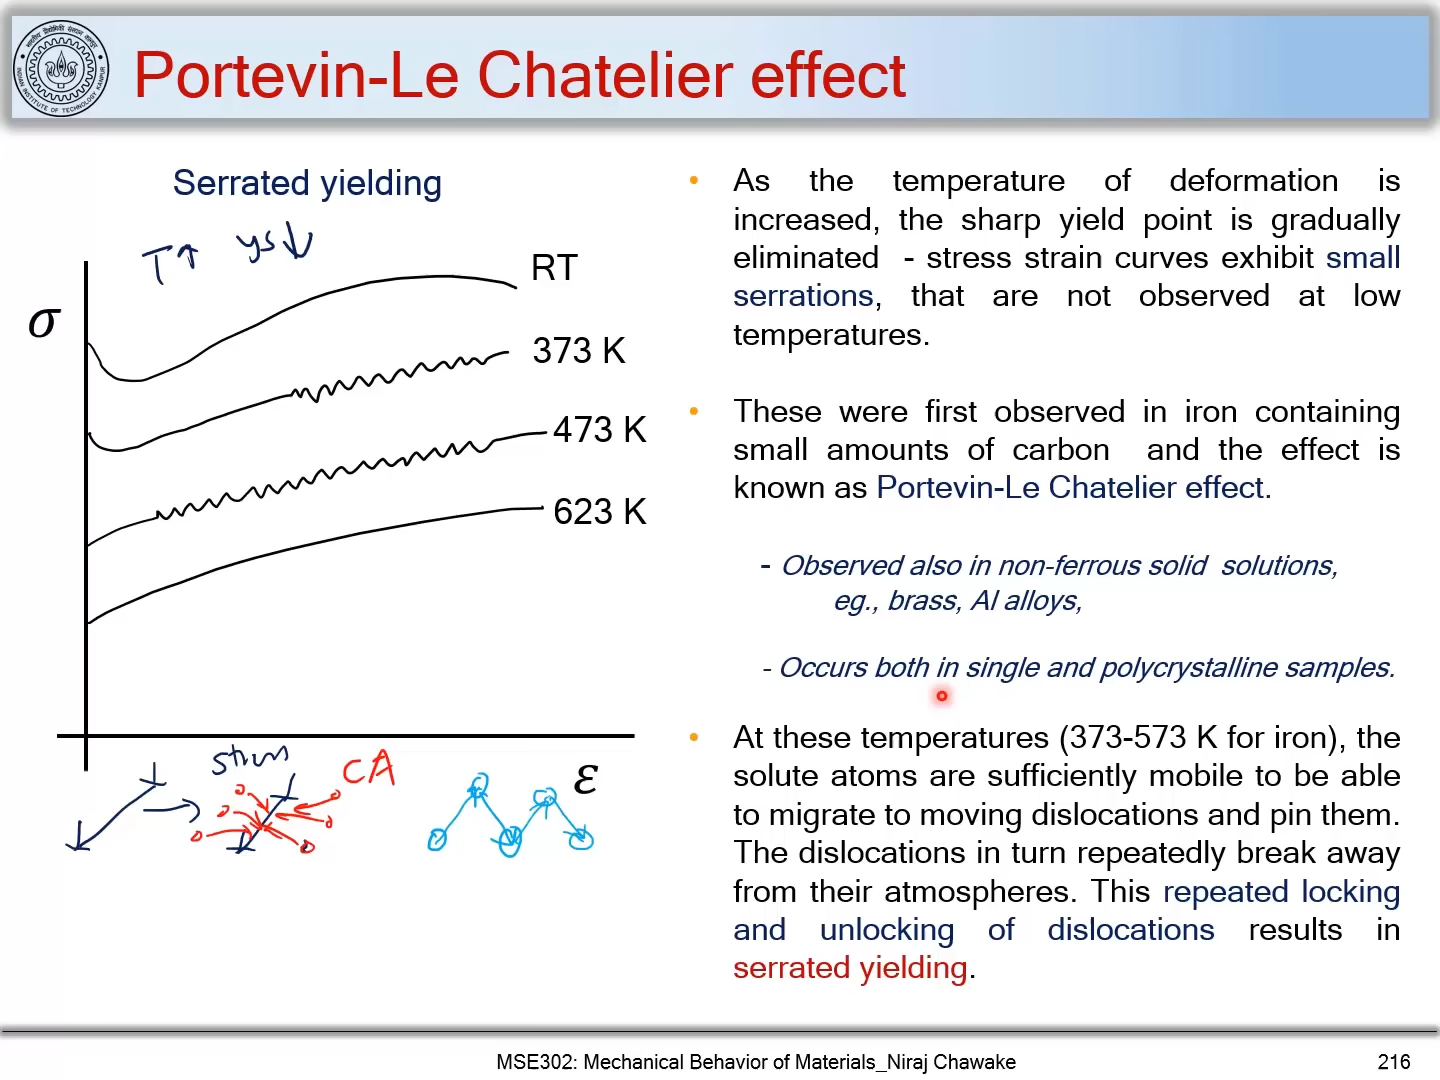 Portevin-Le Chatelier effect
Serrated yielding
T↑ ys↓
σ
RT
373 K
473 K
623 K
ε
CA
• As the temperature of deformation is
increased, the sharp yield point is gradually
eliminated - stress strain curves exhibit small
serrations, that are not observed at low
temperatures.
• These were first observed in iron containing
small amounts of carbon and the effect is
known as Portevin-Le Chatelier effect.
- Observed also in non-ferrous solid solutions,
eg., brass, Al alloys,
- Occurs both in single and polycrystalline samples.
• At these temperatures (373-573 K for iron), the
solute atoms are sufficiently mobile to be able
to migrate to moving dislocations and pin them.
The dislocations in turn repeatedly break away
from their atmospheres. This repeated locking
and unlocking of dislocations results in
serrated yielding.
MSE302: Mechanical Behavior of Materials_Niraj Chawake
216